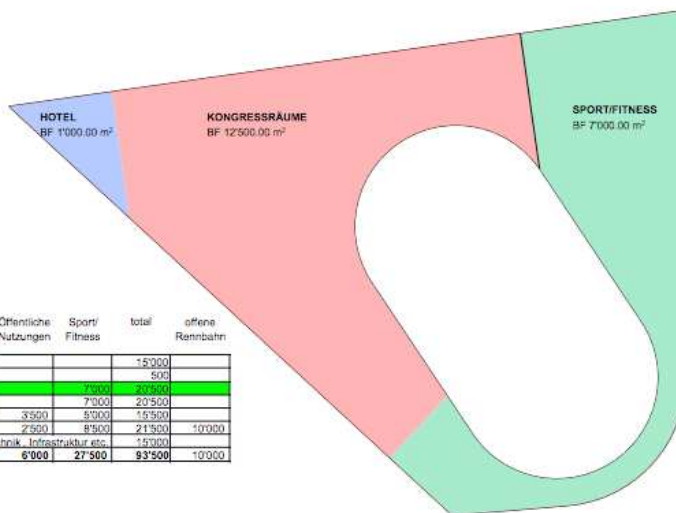 HOTEL
BF 1'000.00 m²
KONGRESSRÄUME
BF 12'500.00 m²
SPORT/FITNESS
BF 7'000.00 m²
Öffentliche Sport/ total offene
Nutzungen Fitness Rennbahn
15'000
500
7'000 20'500
7'000 20'500
3'500 5'000 15'500
2'500 8'500 21'500 10'000
Infrastruktur etc. 15'000
6'000 27'500 93'500 10'000